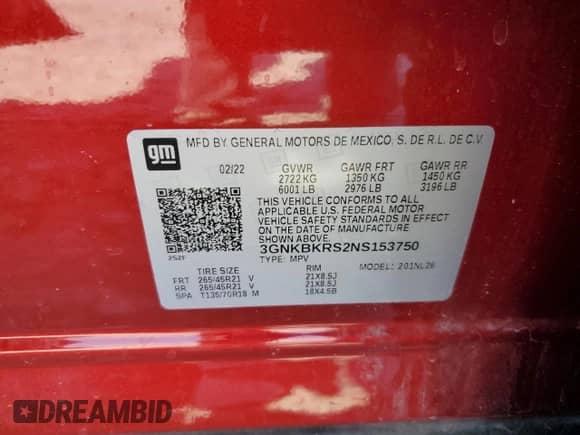 gm
MFD BY GENERAL MOTORS DE MEXICO, S. DE R.L. DE C.V.
02/22 GVWR GAWR FRT GAWR RR
2722 KG 1350 KG 1450 KG
6001 LB 2976 LB 3196 LB
THIS VEHICLE CONFORMS TO ALL
APPLICABLE U.S. FEDERAL MOTOR
VEHICLE SAFETY STANDARDS IN EFFECT
ON THE DATE OF MANUFACTURE
SHOWN ABOVE.
3GNKBKRS2NS153750
2S2F TYPE: MPV
TIRE SIZE RIM MODEL: 201NL26
FRT 265/45R21 V 21X8.5J
RR 265/45R21 V 21X8.5J
SPA T135/70R18 M 18X4.5B
DREAMBID